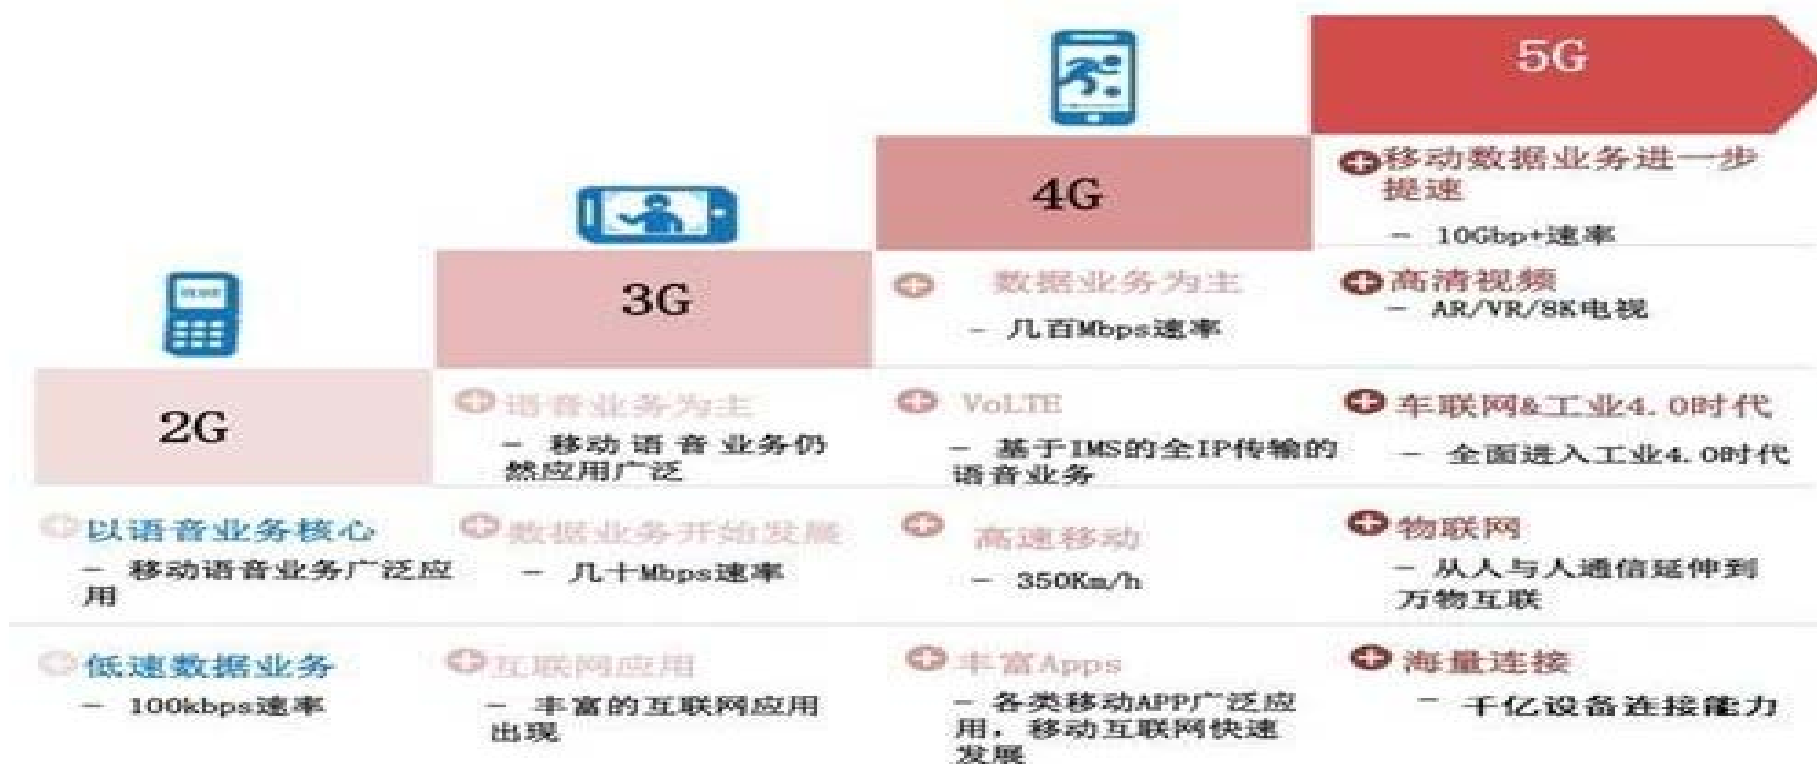 2G
以语音业务核心
- 移动语音业务广泛应
用
低速数据业务
- 100kbps速率
3G
语音业务为主
- 移动语音业务仍
然应用广泛
数据业务开始发展
- 几十Mbps速率
互联网应用
- 丰富的互联网应用
出现
4G
数据业务为主
- 几百Mbps速率
VoLTE
- 基于IMS的全IP传输的
语音业务
高速移动
- 350Km/h
丰富Apps
- 各类移动APP广泛应
用，移动互联网快速
发展
5G
移动数据业务进一步
提速
- 10Gbp+速率
高清视频
- AR/VR/8K电视
车联网&工业4.0时代
- 全面进入工业4.0时代
物联网
- 从人与人通信延伸到
万物互联
海量连接
- 千亿设备连接能力